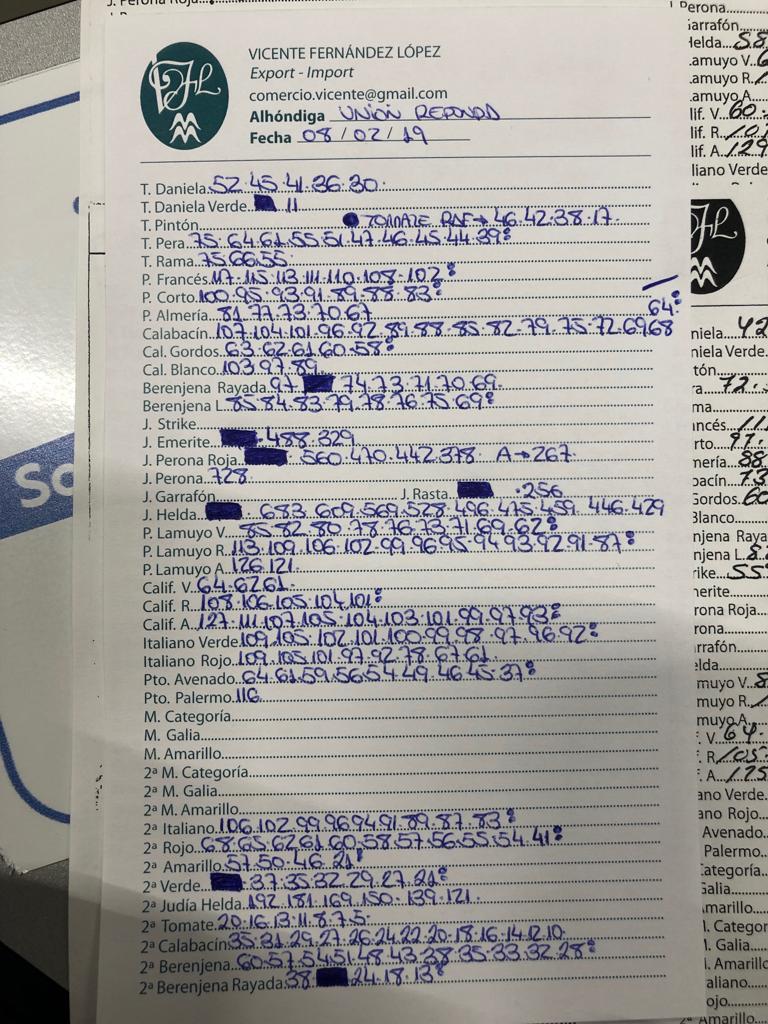 VICENTE FERNÁNDEZ LÓPEZ
Export - Import
comercio.vicente@gmail.com
Alhóndiga UNION REDONDA
Fecha 08/02/19
T. Daniela 52.45.41.36.30.
T. Daniela Verde 11
T. Pintón TOMATE RAF→46.42.38.17.
T. Pera 75.64.61.55.51.47.46.45.44.39:
T. Rama 75.66.55.
P. Francés 117.115.113.111.110.108.102:
P. Corto 100.95.93.91.89.88.83:
P. Almería 81.77.73.70.67
64:
Calabacín 107.104.101.96.92.89.88.85.82.79.75.72.69.68
Cal. Gordos 63.62.61.60.58:
Cal. Blanco 103.97.89.
Berenjena Rayada 97. 74.73.71.70.69.
Berenjena L. 85.84.83.79.78.76.75.69:
J. Strike
J. Emerite 488.329
J. Perona Roja 560.470.442.378. A→267.
J. Perona 728
J. Garrafón J. Rasta .256
J. Helda 683.609.569.528.496.475.459.446.429
P. Lamuyo V. 85.82.80.78.76.73.71.69.62:
P. Lamuyo R. 113.109.106.102.99.96.95.94.93.92.91.87:
P. Lamuyo A. 126.121.
Calif. V. 64.62.61.
Calif. R. 108.106.105.104.101:
Calif. A. 127.111.107.105.104.103.101.99.97.93:
Italiano Verde 109.105.102.101.100.99.98.97.96.92:
Italiano Rojo 109.105.101.97.92.78.67.61.
Pto. Avenado 64.61.59.56.54.49.46.45.37:
Pto. Palermo 116
M. Categoría
M. Galia
M. Amarillo
2ª M. Categoría
2ª M. Galia
2ª M. Amarillo
2ª Italiano 106.102.99.96.94.91.89.87.83:
2ª Rojo 68.65.62.61.60.58.57.56.55.54.41:
2ª Amarillo 57.50.46.21:
2ª Verde 37.35.32.29.27.21:
2ª Judía Helda 192.181.169.150.139.121.
2ª Tomate 20.16.13.11.8.7.5.
2ª Calabacín 35.31.29.27.26.24.22.20.18.16.14.12.10.
2ª Berenjena 60.57.54.51.48.43.38.35.33.32.28:
2ª Berenjena Rayada 38. 24.18.13: